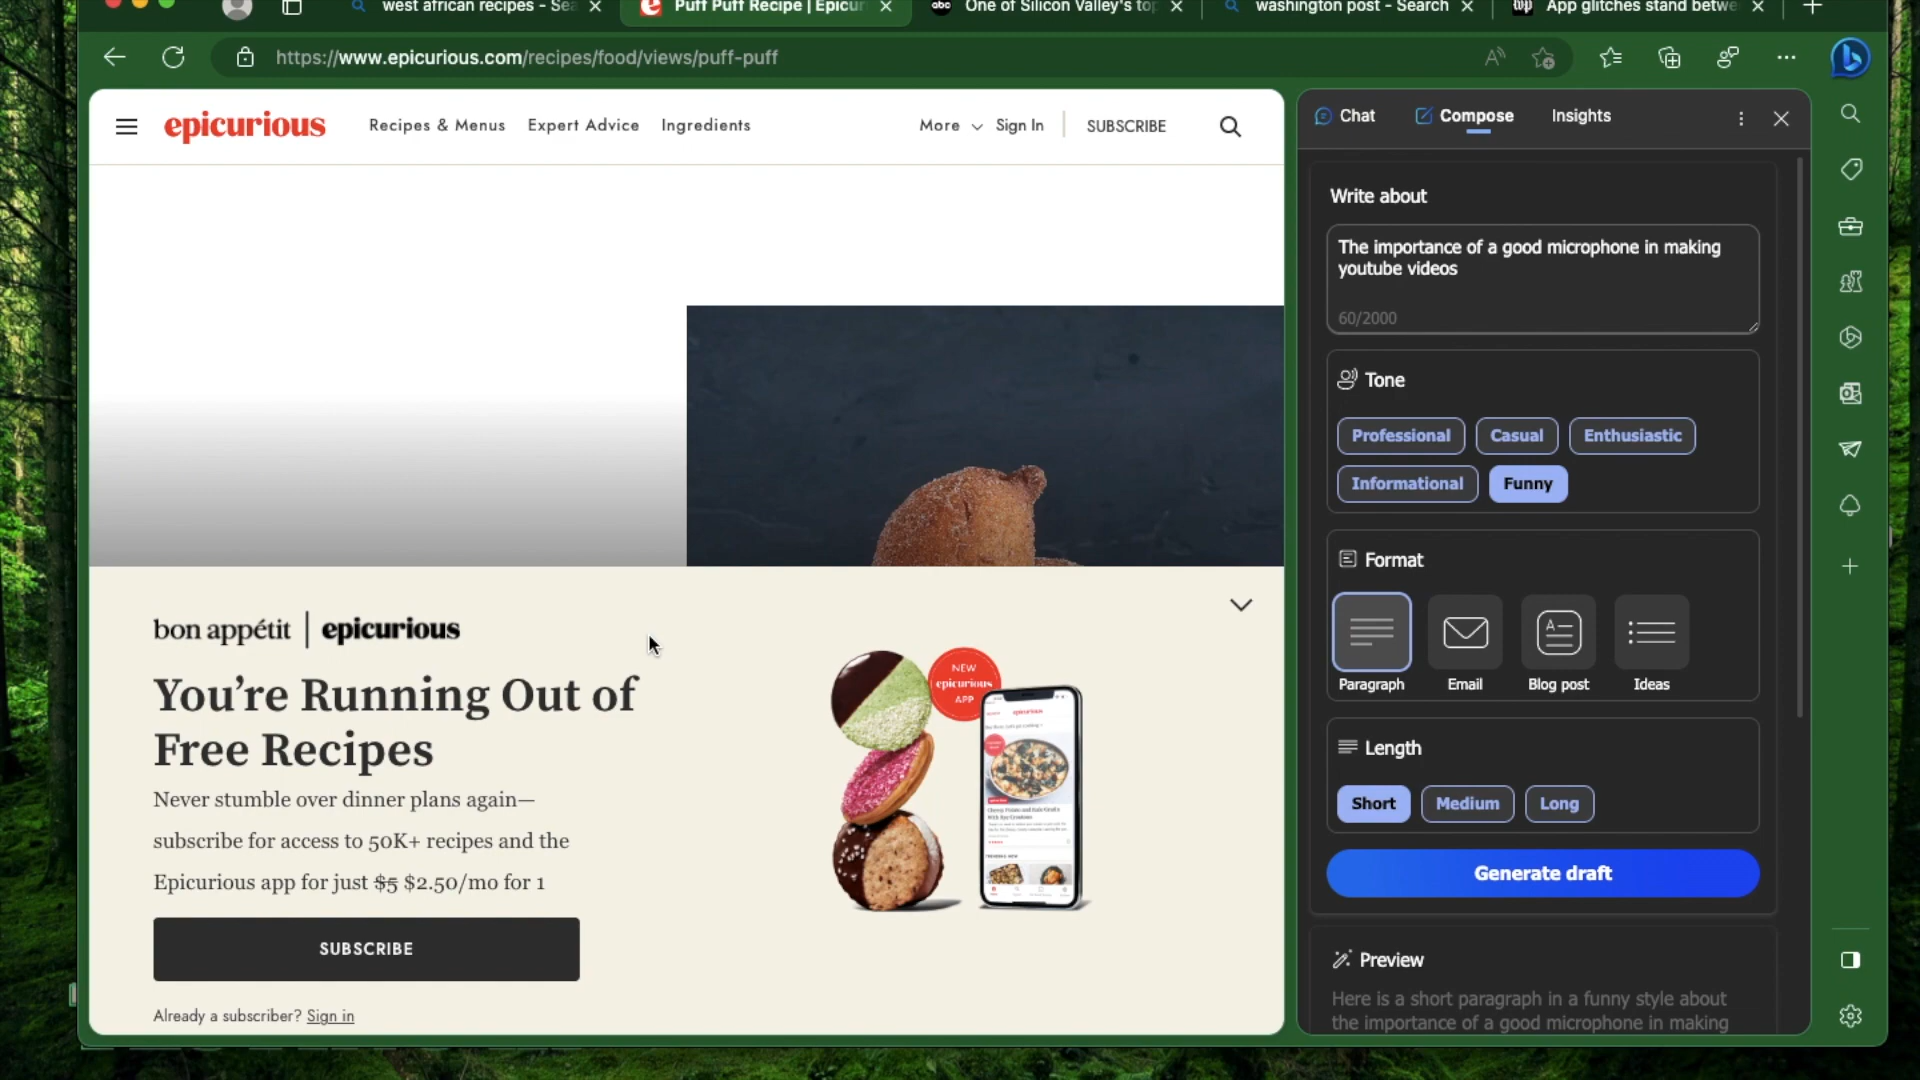 west african recipes - Sea
Puff Puff Recipe | Epicuri
abc
One of Silicon Valley's top
washington post - Search
wp
App glitches stand betwe
https://www.epicurious.com/recipes/food/views/puff-puff
epicurious
Recipes & Menus
Expert Advice
Ingredients
More
Sign In
SUBSCRIBE
bon appétit | epicurious
You're Running Out of
Free Recipes
Never stumble over dinner plans again—
subscribe for access to 50K+ recipes and the
Epicurious app for just $5 $2.50/mo for 1
SUBSCRIBE
Already a subscriber? Sign in
NEW
epicurious
APP
Chat
Compose
Insights
Write about
The importance of a good microphone in making
youtube videos
60/2000
Tone
Professional
Casual
Enthusiastic
Informational
Funny
Format
Paragraph
Email
Blog post
Ideas
Length
Short
Medium
Long
Generate draft
Preview
Here is a short paragraph in a funny style about
the importance of a good microphone in making